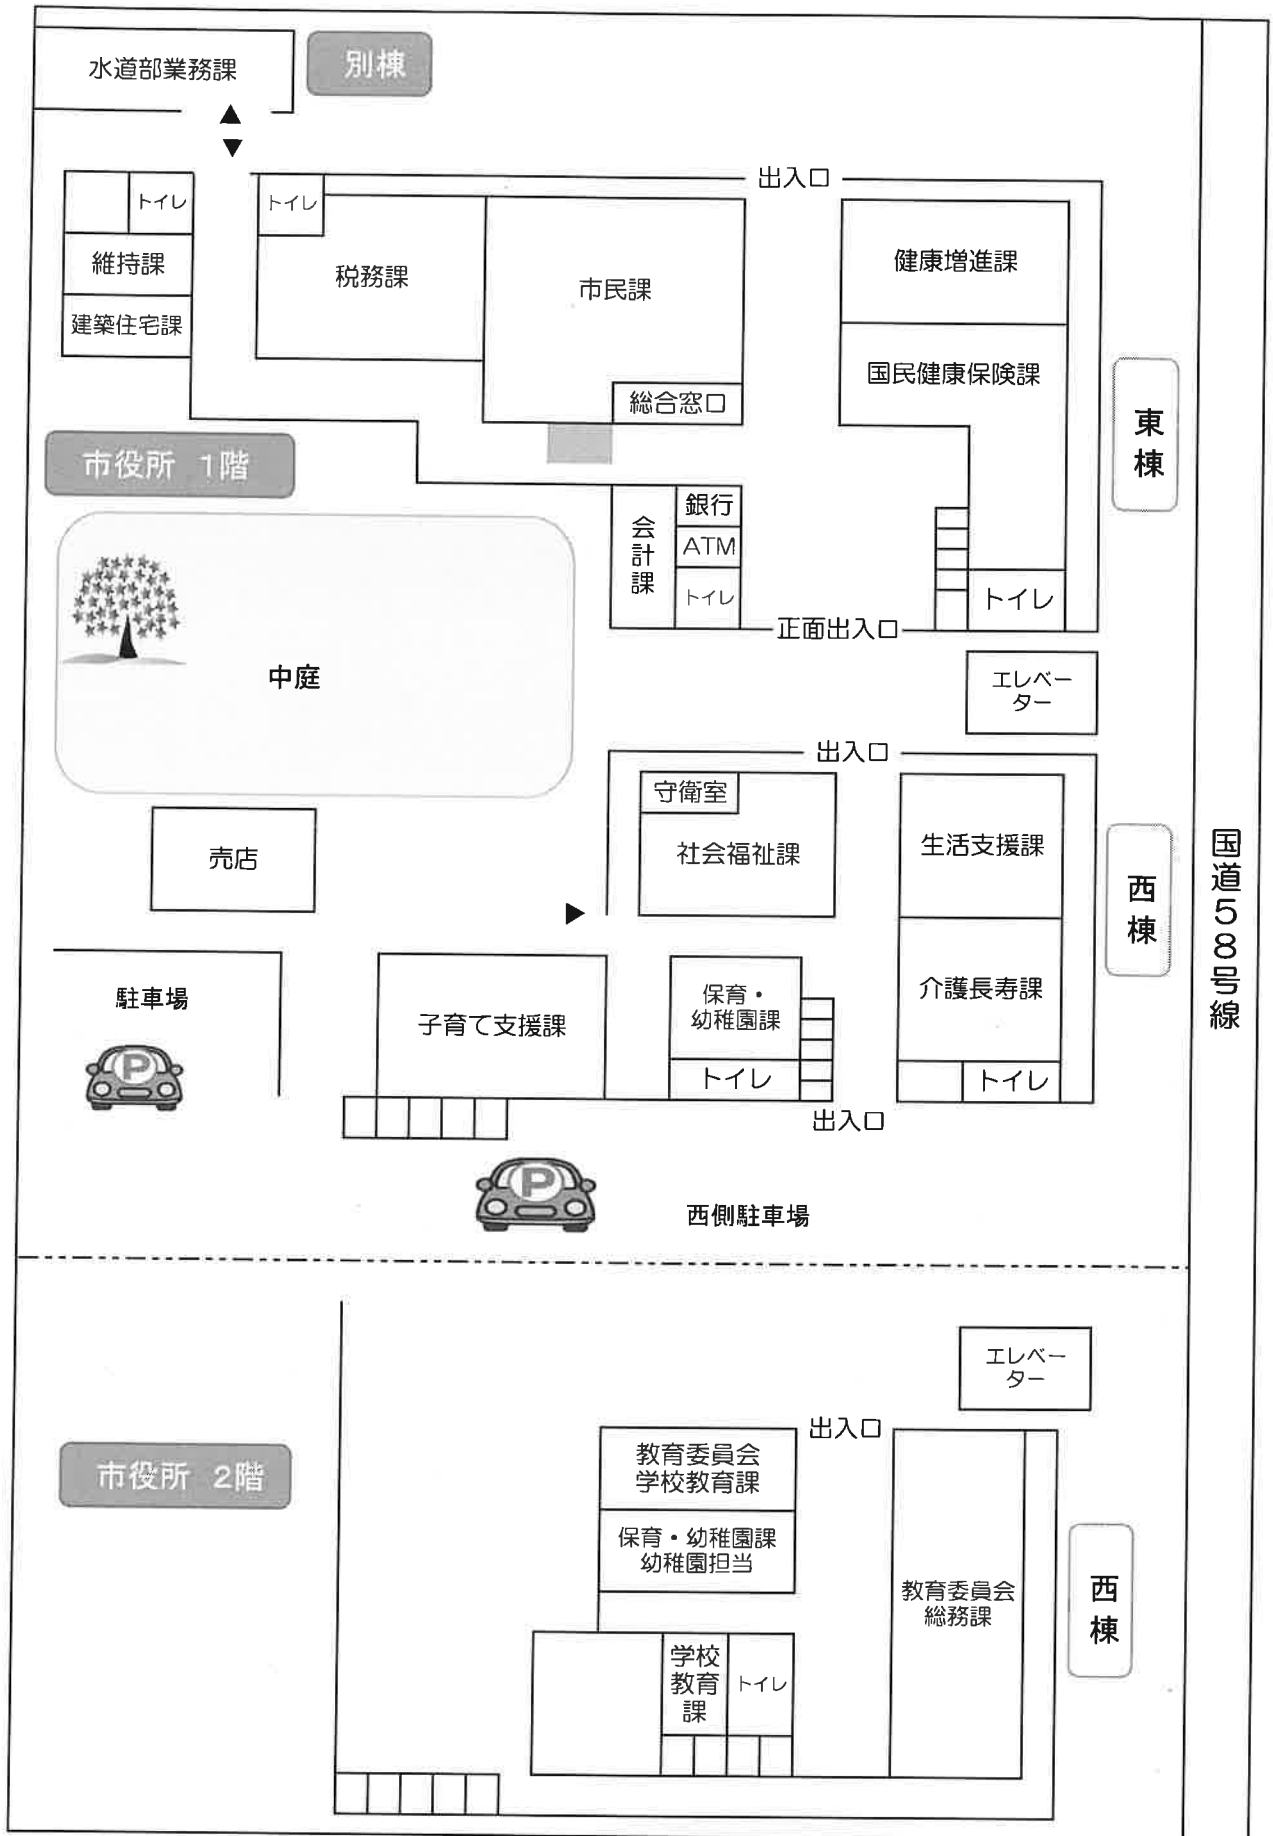 水道部業務課
別棟
トイレ
トイレ
出入口
維持課
建築住宅課
税務課
市民課
総合窓口
健康増進課
国民健康保険課
東棟
市役所 1階
会計課
銀行
ATM
トイレ
トイレ
正面出入口
中庭
エレベー
ター
出入口
守衛室
社会福祉課
生活支援課
売店
西棟
国道58号線
駐車場
P
子育て支援課
保育・
幼稚園課
トイレ
介護長寿課
トイレ
出入口
P
西側駐車場
エレベー
ター
出入口
市役所 2階
教育委員会
学校教育課
保育・幼稚園課
幼稚園担当
教育委員会
総務課
西棟
学校
教育
課
トイレ